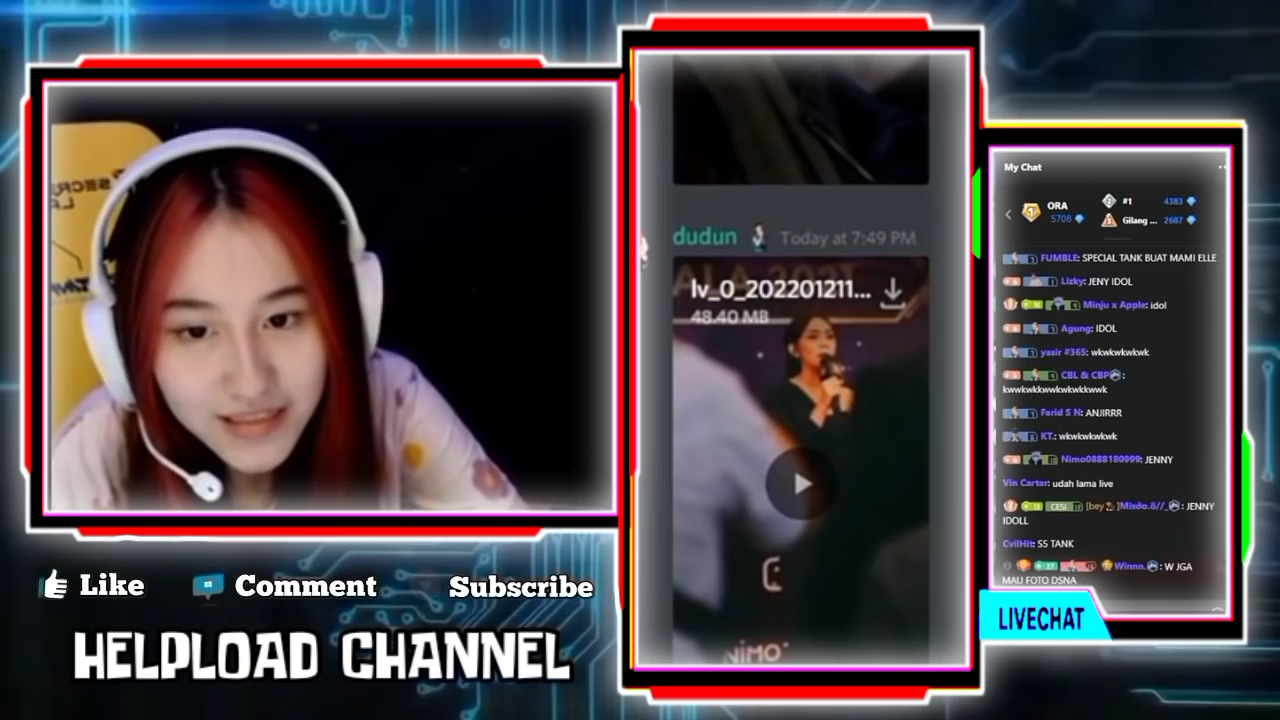 dudun
Today at 7:49 PM
lv_0_202201211...
48.40 MB
NIMO
My Chat
ORA
5708
#1
4383
Gilang ...
2687
FUMBLE: SPECIAL TANK BUAT MAMI ELLE
Lizky: JENY IDOL
Minju x Apple: idol
Agung: IDOL
yasir #365: wkwkwkwkwk
CBL & CBP:
kwwkwkkwwkwkwkkwwk
Farid S N: ANJIRRR
KT.: wkwkwkwkwk
Nimo0888180999: JENNY
Vin Carter: udah lama live
: JENNY
IDOLL
CvilHit: SS TANK
Winnn.: W JGA
MAU FOTO DSNA
LIVECHAT
Like
Comment
Subscribe
HELPLOAD CHANNEL